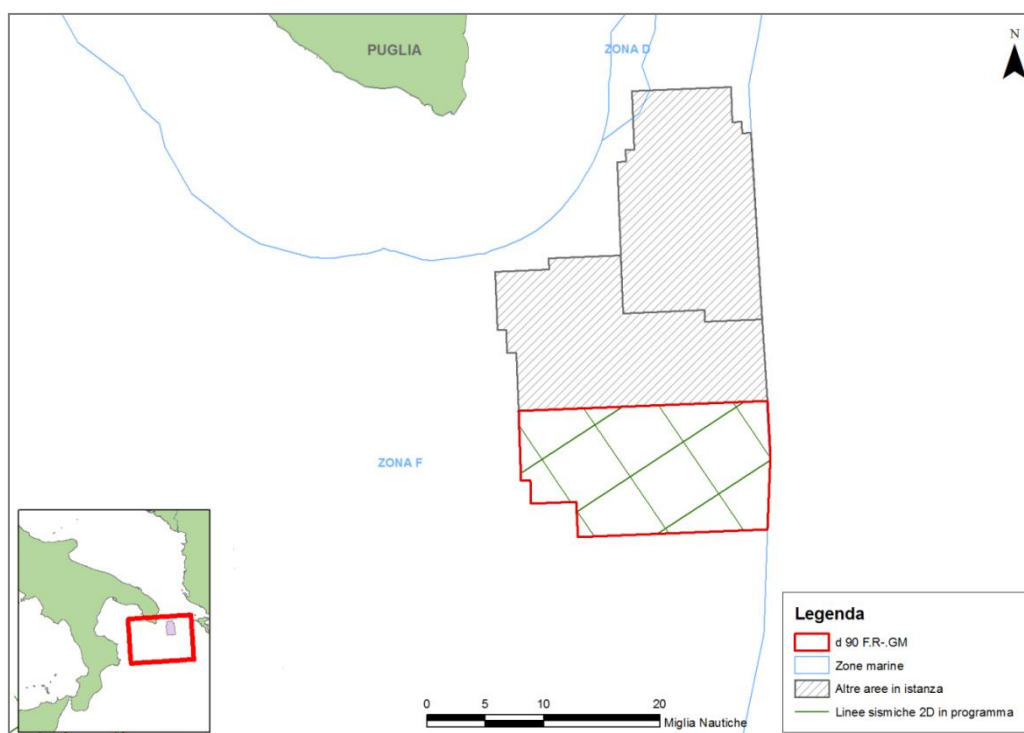 PUGLIA
ZONA D
N
ZONA F
Legenda
d 90 F.R-.GM
Zone marine
Altre aree in istanza
Linee sismiche 2D in programma
0 5 10 20
Miglia Nautiche